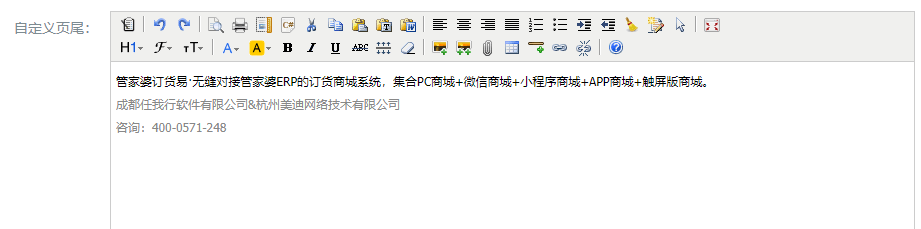 自定义页尾：
H1 F тT A A B I U ABC
管家婆订货易·无缝对接管家婆ERP的订货商城系统，集合PC商城+微信商城+小程序商城+APP商城+触屏版商城。
成都任我行软件有限公司&杭州美迪网络技术有限公司
咨询：400-0571-248